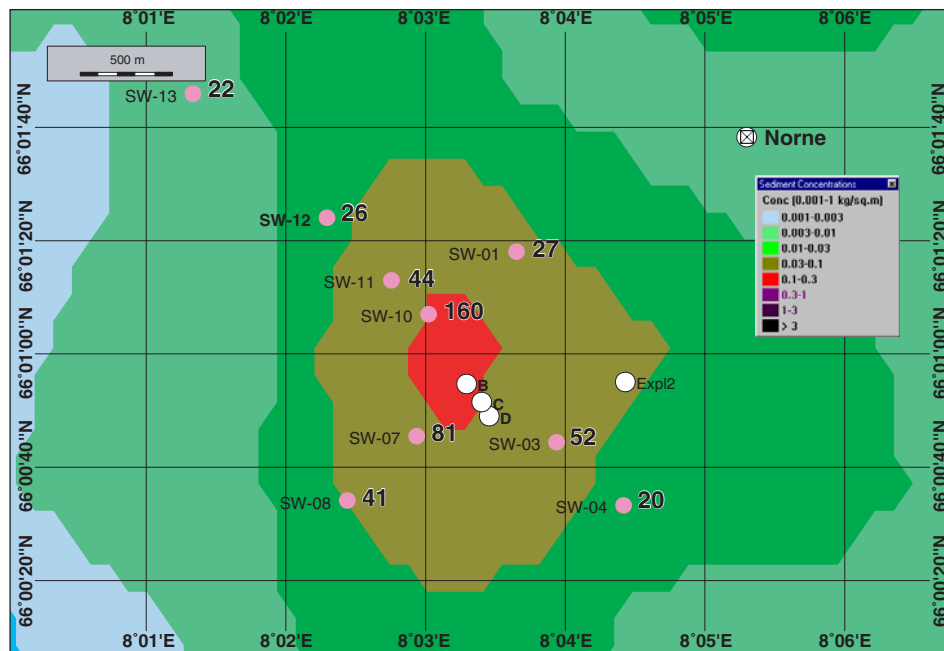 8°01'E 8°02'E 8°03'E 8°04'E 8°05'E 8°06'E
500 m
SW-13 22
66°01'40"N 66°01'40"N
Norne
Sediment Concentrations
Conc (0.001-1 kg/sq.m)
0.001-0.003
0.003-0.01
0.01-0.03
0.03-0.1
0.1-0.3
0.3-1
1-3
> 3
SW-12 26
66°01'20"N 66°01'20"N
SW-01 27
SW-11 44
SW-10 160
66°01'00"N 66°01'00"N
B
Expl2
C
D
SW-07 81
SW-03 52
66°00'40"N 66°00'40"N
SW-08 41
SW-04 20
66°00'20"N 66°00'20"N
8°01'E 8°02'E 8°03'E 8°04'E 8°05'E 8°06'E